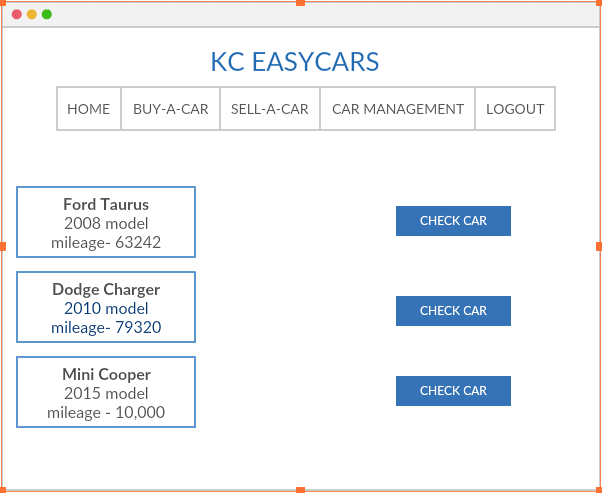 KC EASYCARS
HOME BUY-A-CAR SELL-A-CAR CAR MANAGEMENT LOGOUT
Ford Taurus
2008 model
mileage- 63242
CHECK CAR
Dodge Charger
2010 model
mileage- 79320
CHECK CAR
Mini Cooper
2015 model
mileage - 10,000
CHECK CAR